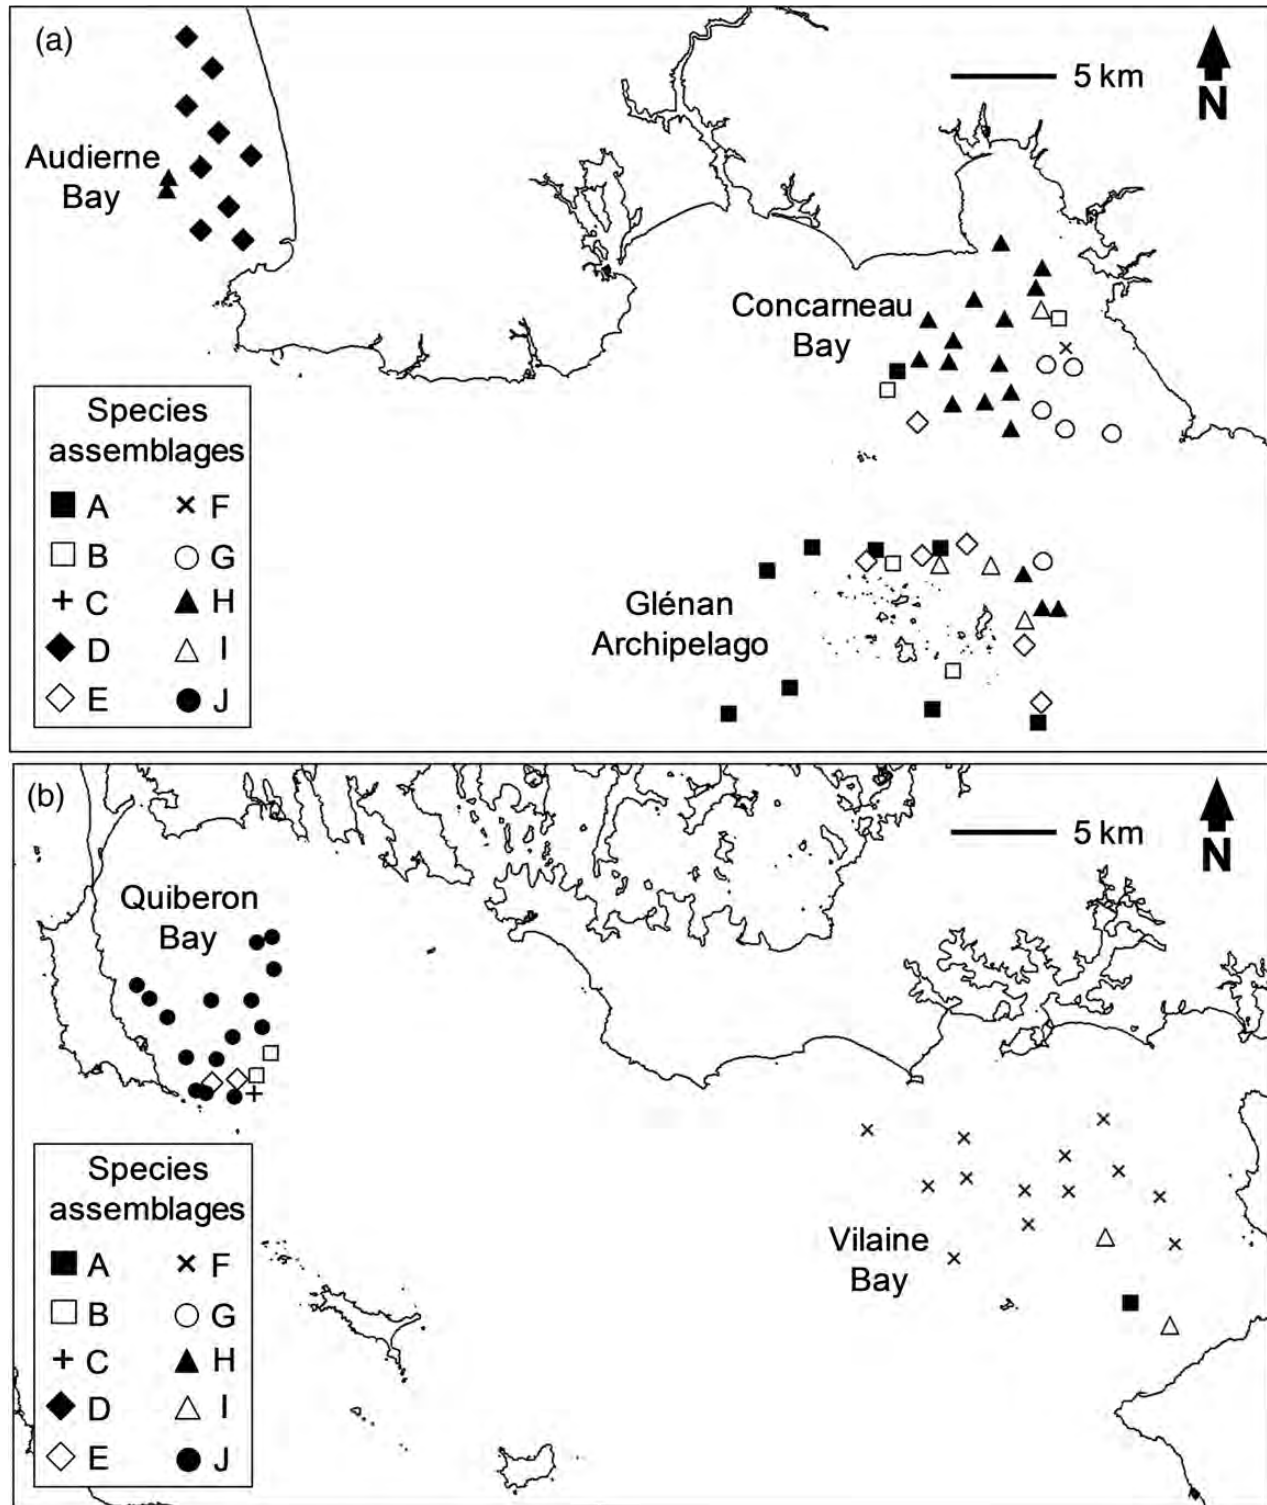 (a)
5 km
N
Audierne
Bay
Concarneau
Bay
Species
assemblages
A F
B G
C H
D I
E J
Glénan
Archipelago
(b)
5 km
N
Quiberon
Bay
Species
assemblages
A F
B G
C H
D I
E J
Vilaine
Bay